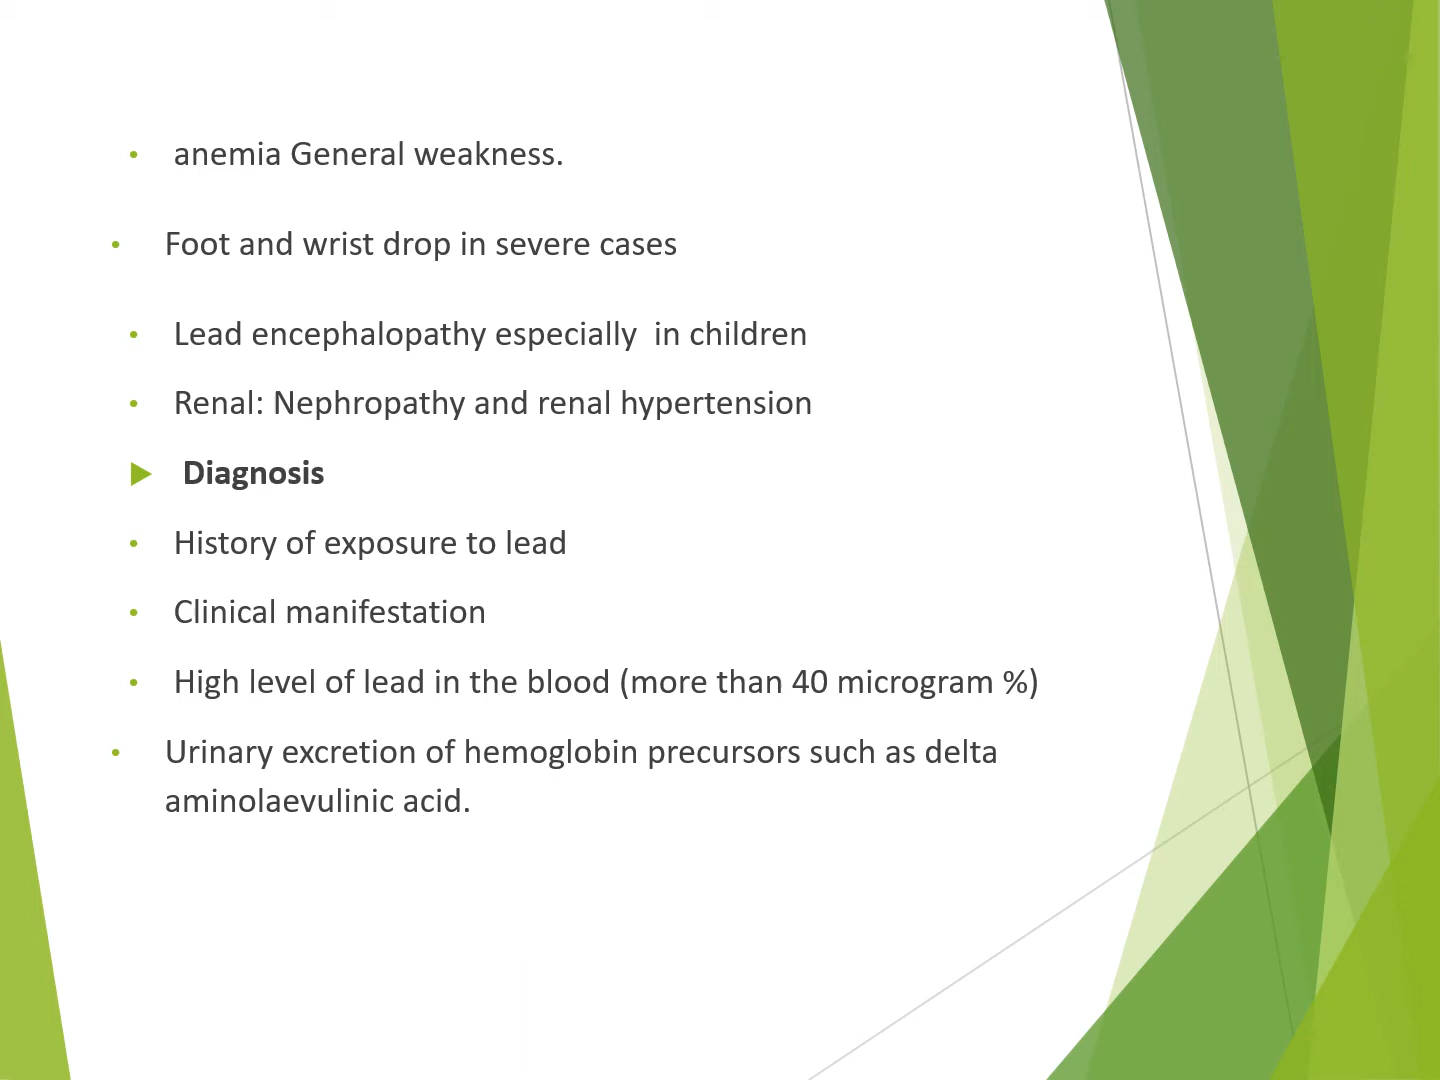 • anemia General weakness.
• Foot and wrist drop in severe cases
• Lead encephalopathy especially  in children
• Renal: Nephropathy and renal hypertension
Diagnosis
• History of exposure to lead
• Clinical manifestation
• High level of lead in the blood (more than 40 microgram %)
• Urinary excretion of hemoglobin precursors such as delta
aminolaevulinic acid.